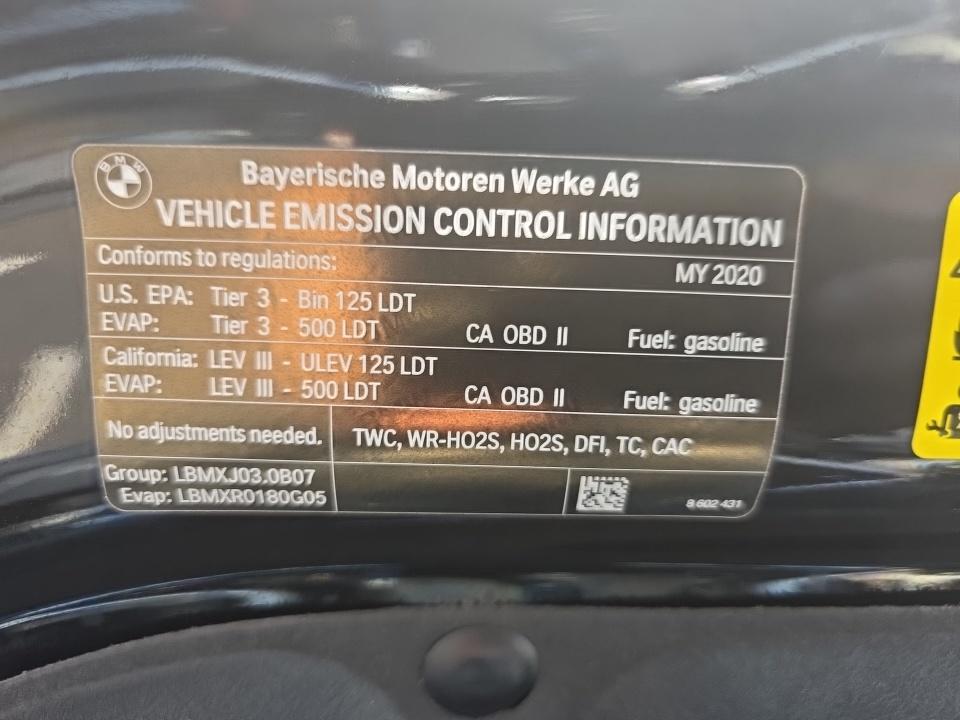 BMW
Bayerische Motoren Werke AG
VEHICLE EMISSION CONTROL INFORMATION
Conforms to regulations: MY 2020
U.S. EPA: Tier 3 - Bin 125 LDT
EVAP: Tier 3 - 500 LDT CA OBD II Fuel: gasoline
California: LEV III - ULEV 125 LDT
EVAP: LEV III - 500 LDT CA OBD II Fuel: gasoline
No adjustments needed. TWC, WR-HO2S, HO2S, DFI, TC, CAC
Group: LBMXJ03.0B07
Evap: LBMXR0180G05
8 602 431